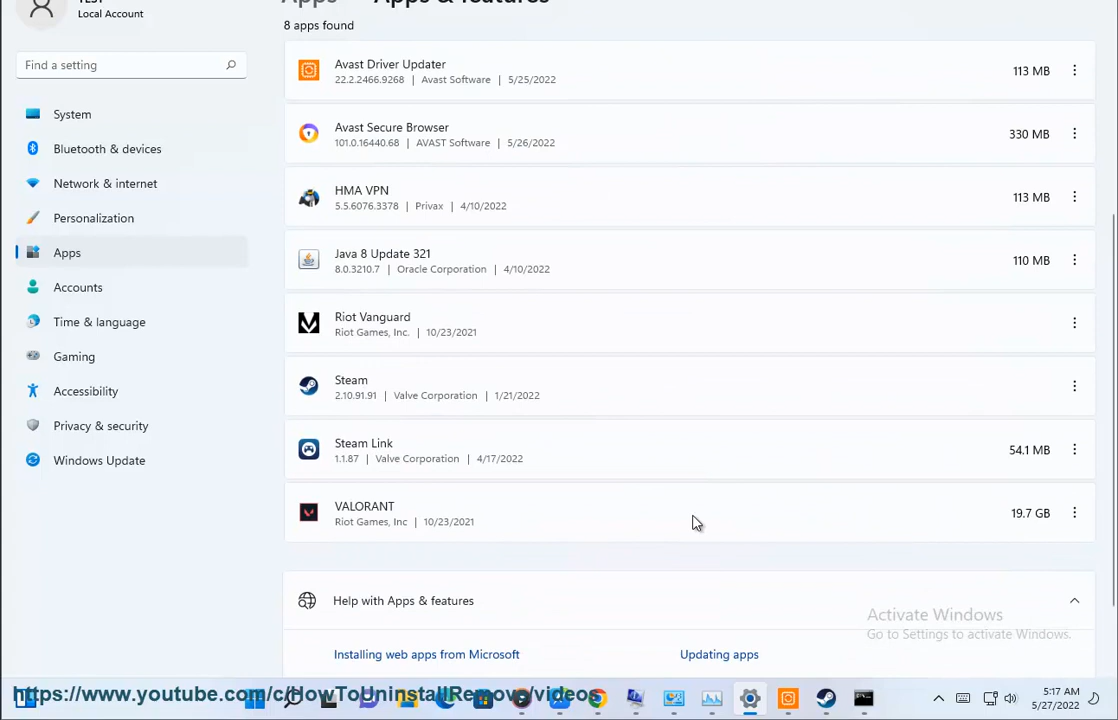 TEST
Local Account
Apps
Apps & features
8 apps found
Find a setting
System
Bluetooth & devices
Network & internet
Personalization
Apps
Accounts
Time & language
Gaming
Accessibility
Privacy & security
Windows Update
Avast Driver Updater
22.2.2466.9268 | Avast Software | 5/25/2022
113 MB
Avast Secure Browser
101.0.16440.68 | AVAST Software | 5/26/2022
330 MB
HMA VPN
5.5.6076.3378 | Privax | 4/10/2022
113 MB
Java 8 Update 321
8.0.3210.7 | Oracle Corporation | 4/10/2022
110 MB
Riot Vanguard
Riot Games, Inc. | 10/23/2021
Steam
2.10.91.91 | Valve Corporation | 1/21/2022
Steam Link
1.1.87 | Valve Corporation | 4/17/2022
54.1 MB
VALORANT
Riot Games, Inc | 10/23/2021
19.7 GB
Help with Apps & features
Installing web apps from Microsoft
Updating apps
Activate Windows
Go to Settings to activate Windows.
https://www.youtube.com/c/HowToUninstallRemove/videos
5:17 AM
5/27/2022